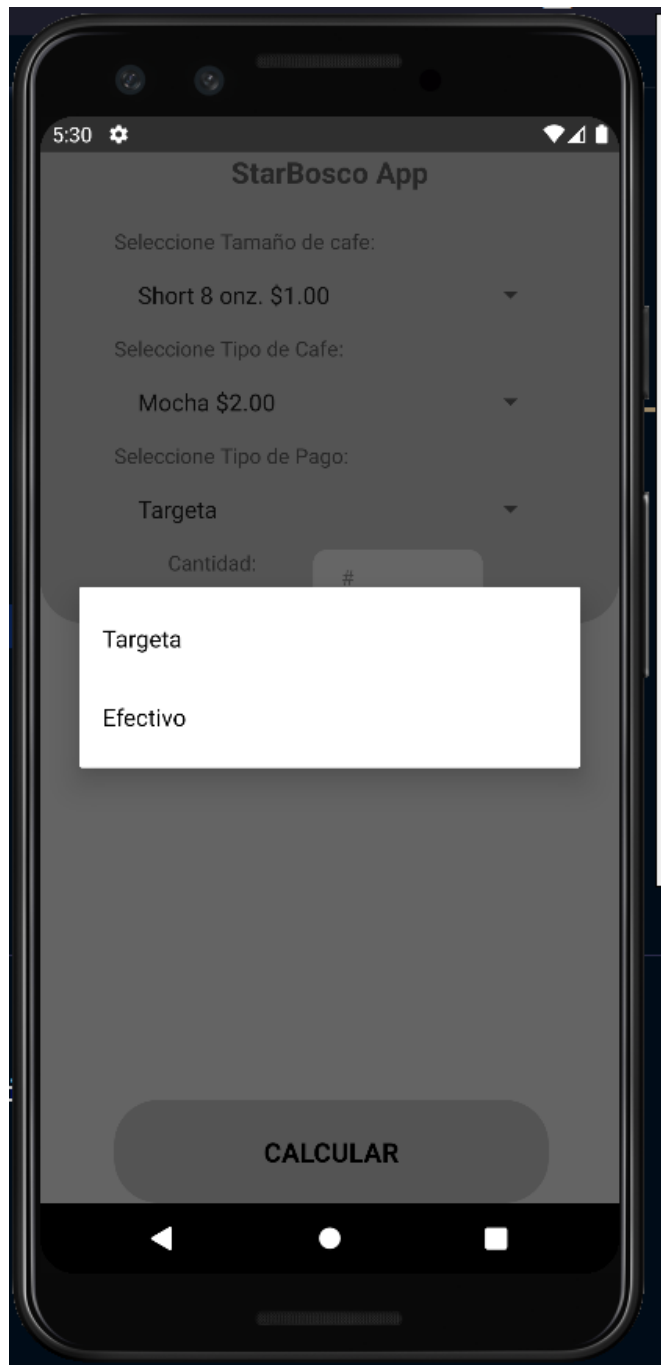 5:30
StarBosco App
Seleccione Tamaño de cafe:
Short 8 onz. $1.00
Seleccione Tipo de Cafe:
Mocha $2.00
Seleccione Tipo de Pago:
Targeta
Cantidad:
#
Targeta
Efectivo
CALCULAR